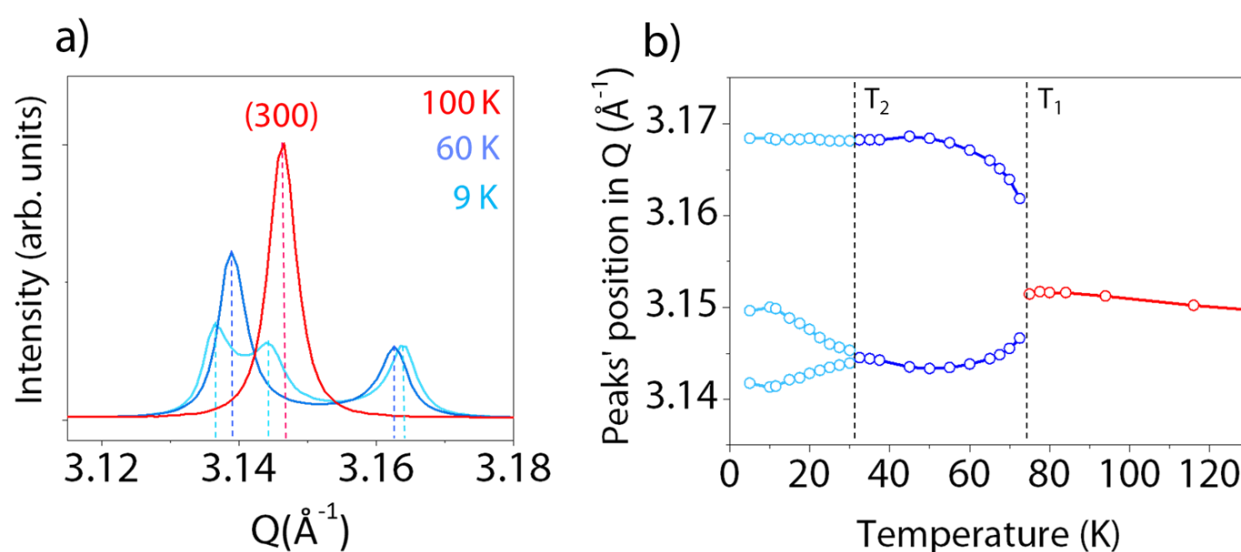 a)
Intensity (arb. units)
(300)
100 K
60 K
9 K
3.12
3.14
3.16
3.18
Q(Å⁻¹)
b)
Peaks' position in Q (Å⁻¹)
3.17
3.16
3.15
3.14
T₂
T₁
0
20
40
60
80
100
120
Temperature (K)